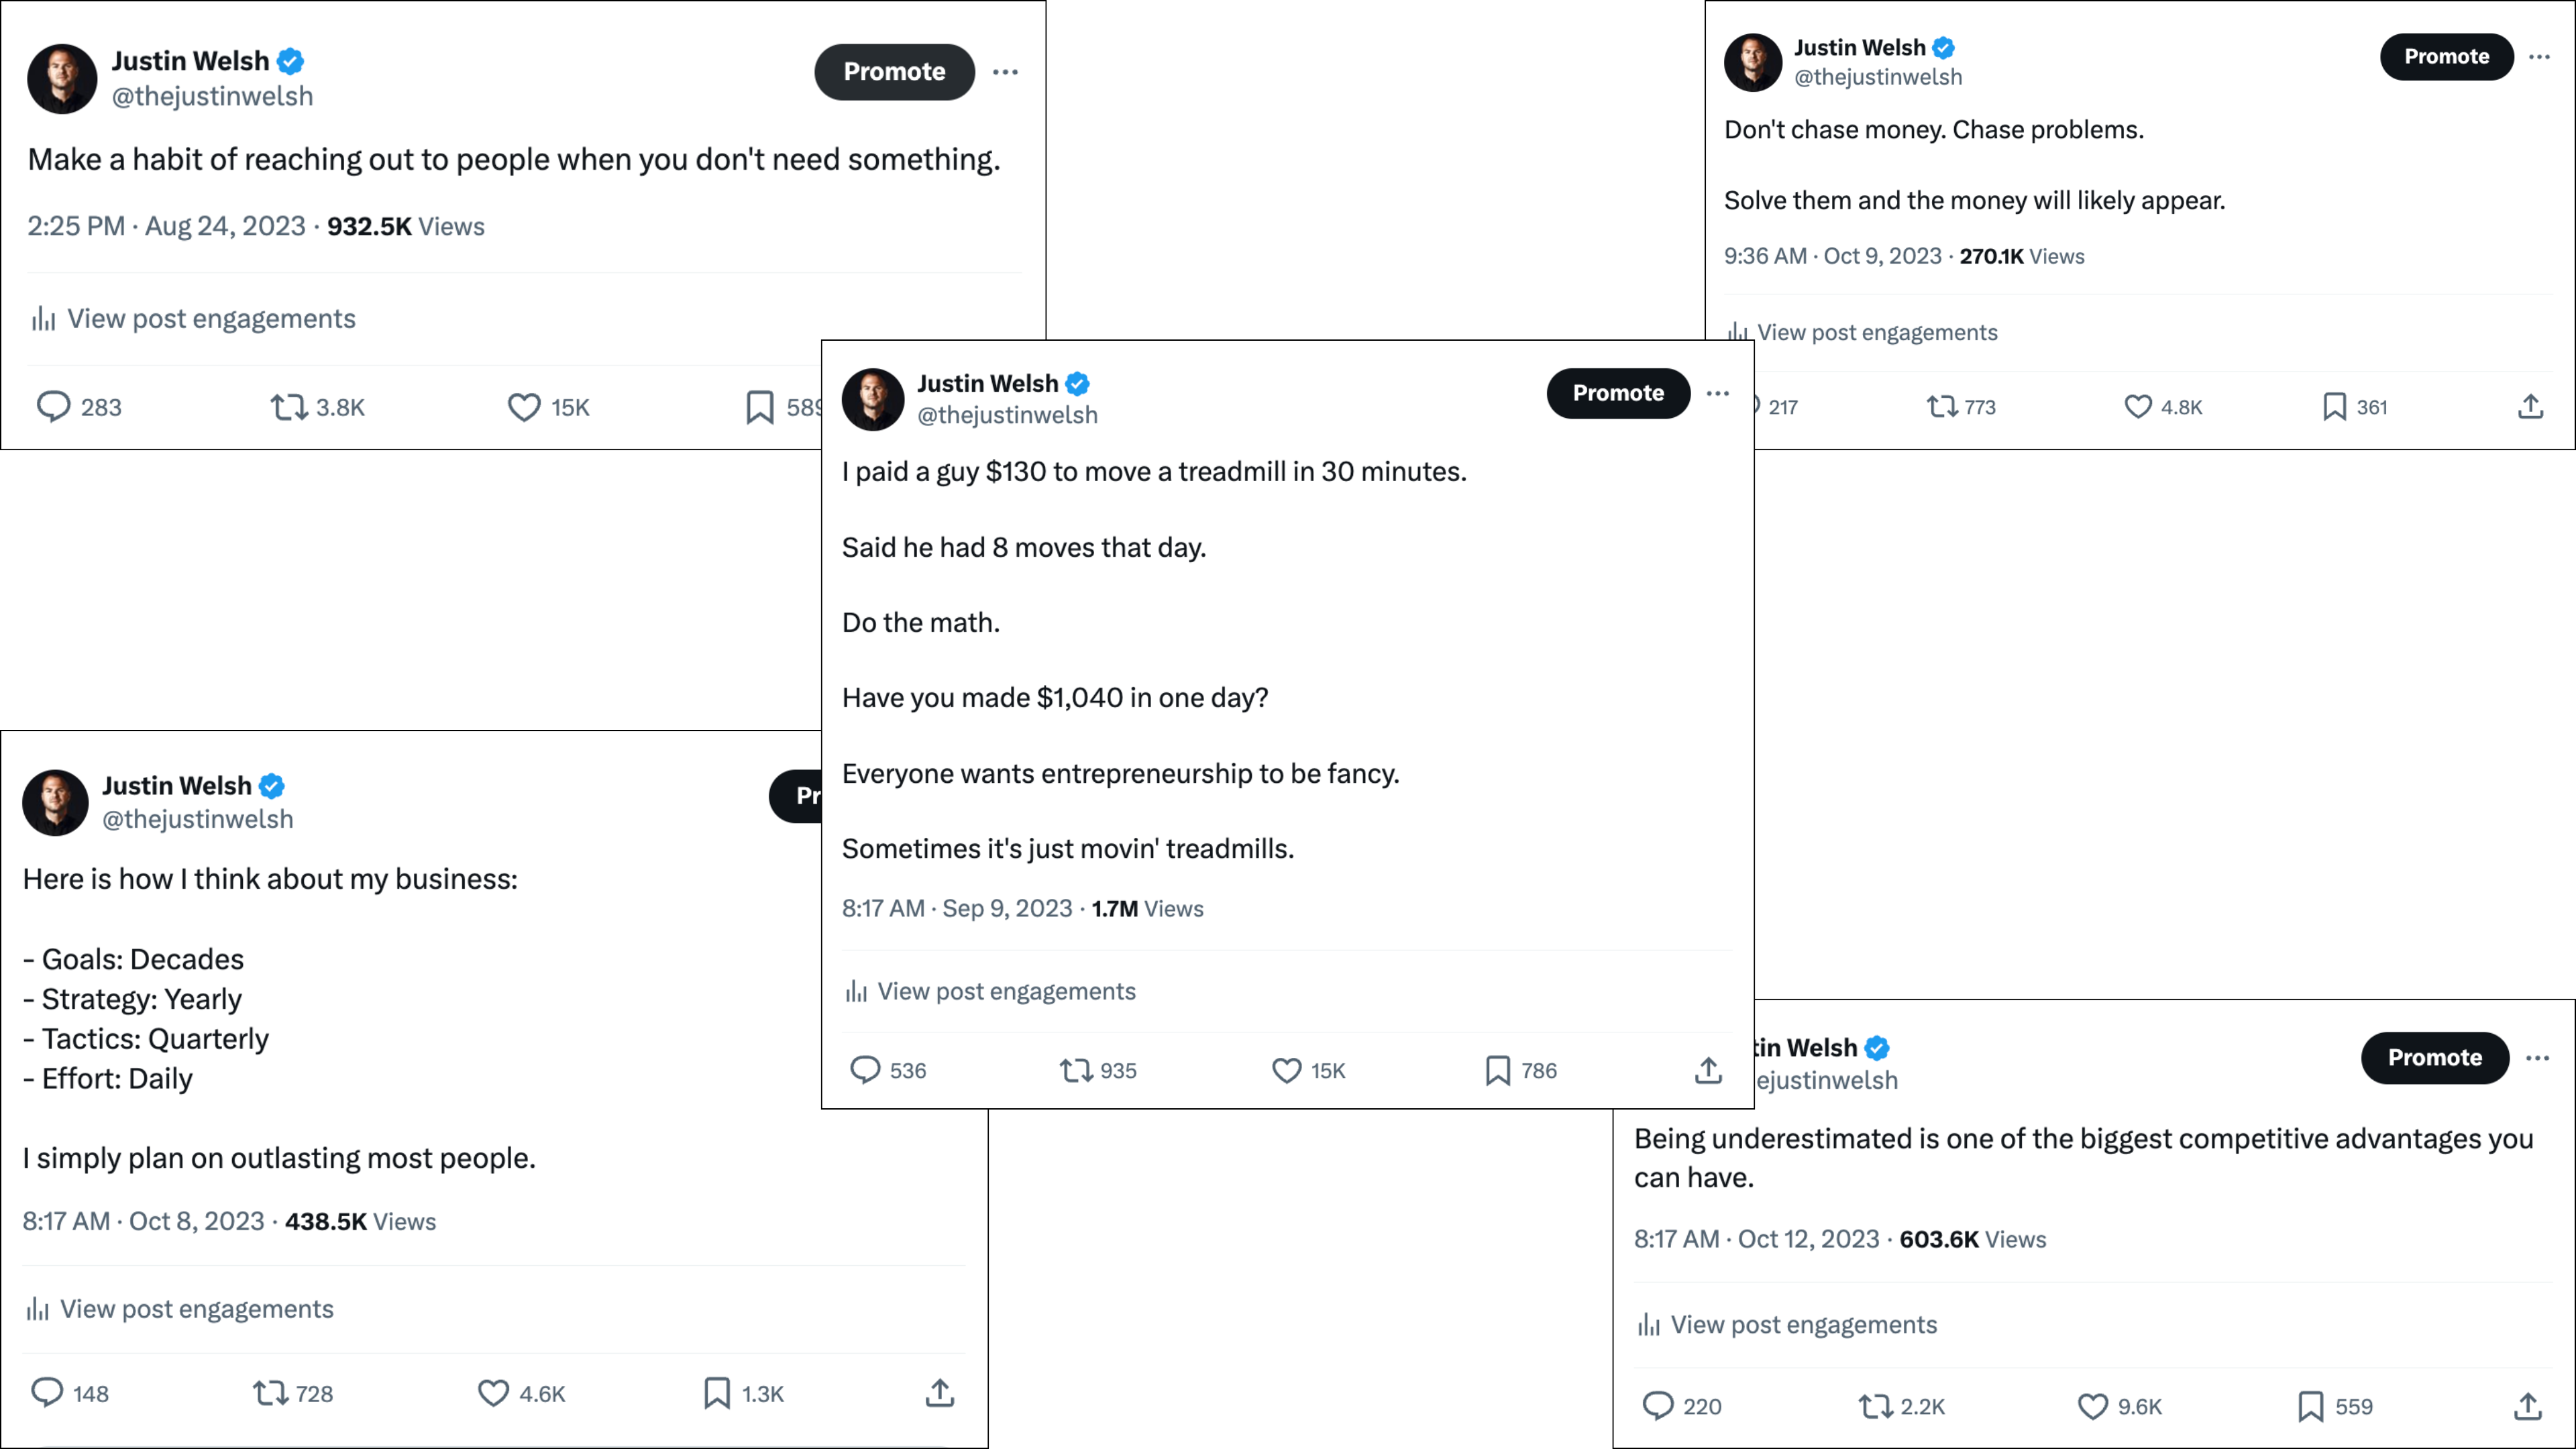 Justin Welsh
@thejustinwelsh
Promote
Make a habit of reaching out to people when you don't need something.
2:25 PM · Aug 24, 2023 · 932.5K Views
View post engagements
283
3.8K
15K
Justin Welsh
@thejustinwelsh
Promote
Don't chase money. Chase problems.
Solve them and the money will likely appear.
9:36 AM · Oct 9, 2023 · 270.1K Views
View post engagements
217
773
4.8K
361
Justin Welsh
@thejustinwelsh
Promote
I paid a guy $130 to move a treadmill in 30 minutes.
Said he had 8 moves that day.
Do the math.
Have you made $1,040 in one day?
Everyone wants entrepreneurship to be fancy.
Sometimes it's just movin' treadmills.
8:17 AM · Sep 9, 2023 · 1.7M Views
View post engagements
536
935
15K
786
Justin Welsh
@thejustinwelsh
Pr
Here is how I think about my business:
- Goals: Decades
- Strategy: Yearly
- Tactics: Quarterly
- Effort: Daily
I simply plan on outlasting most people.
8:17 AM · Oct 8, 2023 · 438.5K Views
View post engagements
148
728
4.6K
1.3K
tin Welsh
ejustinwelsh
Promote
Being underestimated is one of the biggest competitive advantages you
can have.
8:17 AM · Oct 12, 2023 · 603.6K Views
View post engagements
220
2.2K
9.6K
559